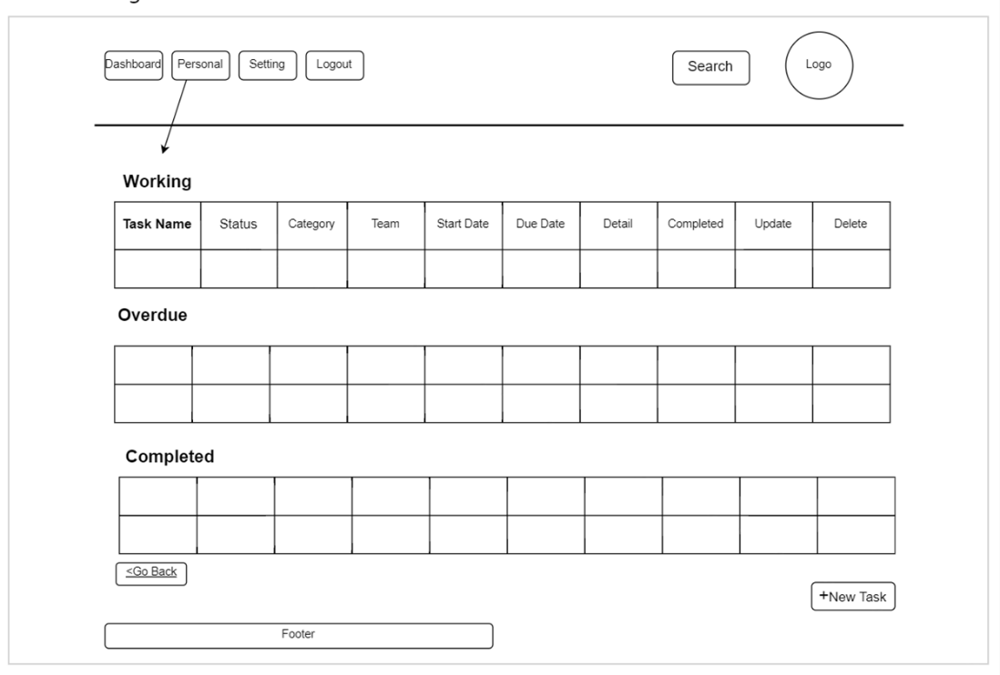 Dashboard Personal Setting Logout Search Logo
Working
Task Name Status Category Team Start Date Due Date Detail Completed Update Delete
Overdue
Completed
<Go Back
+New Task
Footer